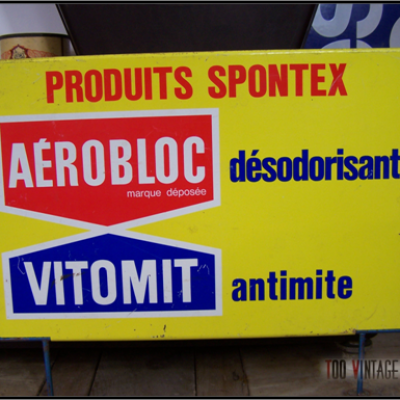 PRODUITS SPONTEX
AÉROBLOC désodorisant
marque déposée
VITOMIT antimite
TOO VINTAGE